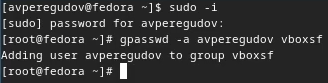 [avperegudov@fedora ~]$ sudo -i
[sudo] password for avperegudov:
[root@fedora ~]# gpasswd -a avperegudov vboxsf
Adding user avperegudov to group vboxsf
[root@fedora ~]#